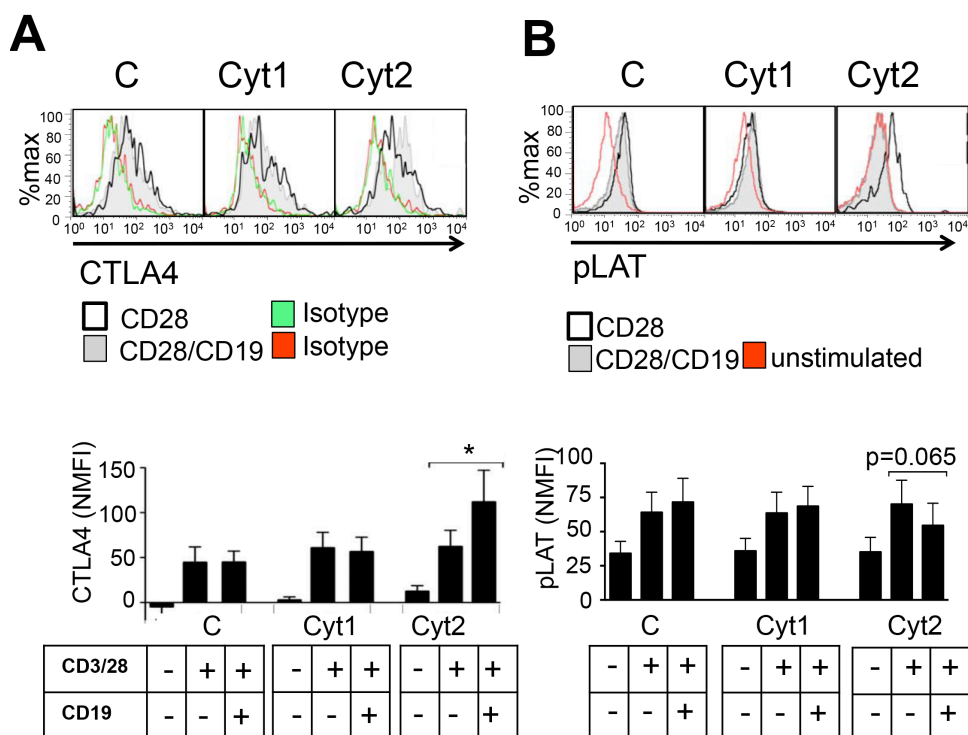 A
C Cyt1 Cyt2
%max
100
80
60
40
20
0
10⁰ 10¹ 10² 10³ 10⁴ 10¹ 10² 10³ 10⁴ 10¹ 10² 10³ 10⁴
CTLA4
CD28
CD28/CD19
Isotype
Isotype
B
C Cyt1 Cyt2
%max
100
80
60
40
20
0
10⁰ 10¹ 10² 10³ 10⁴ 10¹ 10² 10³ 10⁴ 10¹ 10² 10³ 10⁴
pLAT
CD28
CD28/CD19 unstimulated
CTLA4 (NMFI)
150
100
50
0
*
C Cyt1 Cyt2
CD3/28 - + + - + + - + +
CD19 - - + - - + - - +
pLAT (NMFI)
100
75
50
25
0
p=0.065
C Cyt1 Cyt2
- + + - + + - + +
- - + - - + - - +